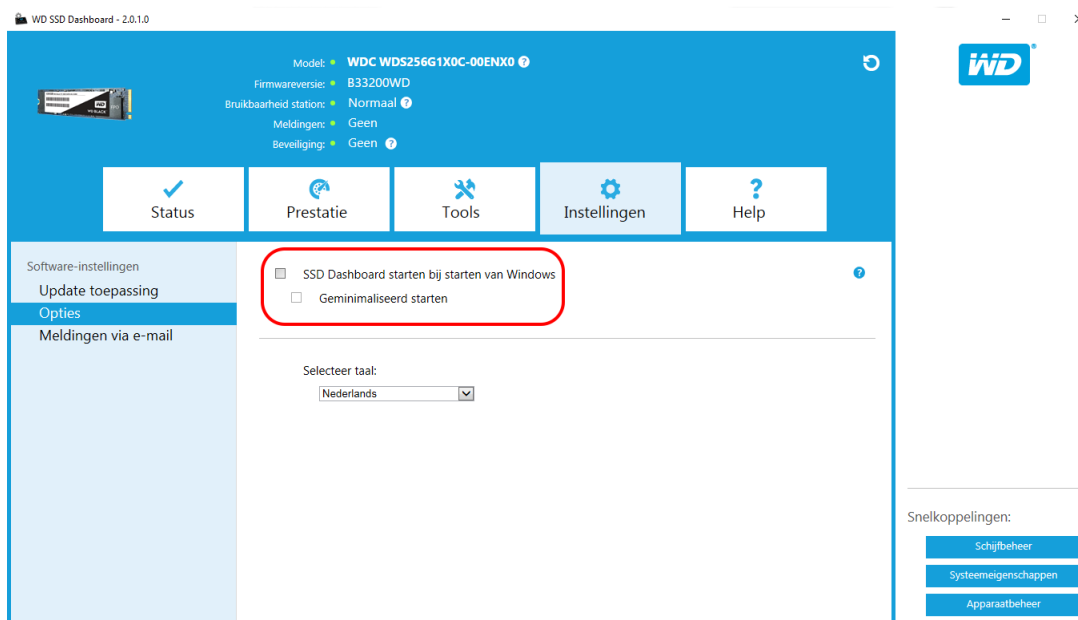 WD SSD Dashboard - 2.0.1.0
Model: WDC WDS256G1X0C-00ENX0
Firmwareversie: B33200WD
Bruikbaarheid station: Normaal
Meldingen: Geen
Beveiliging: Geen
WD
Status
Prestatie
Tools
Instellingen
Help
Software-instellingen
Update toepassing
Opties
Meldingen via e-mail
SSD Dashboard starten bij starten van Windows
Geminimaliseerd starten
Selecteer taal:
Nederlands
Snelkoppelingen:
Schijfbeheer
Systeemeigenschappen
Apparaatbeheer